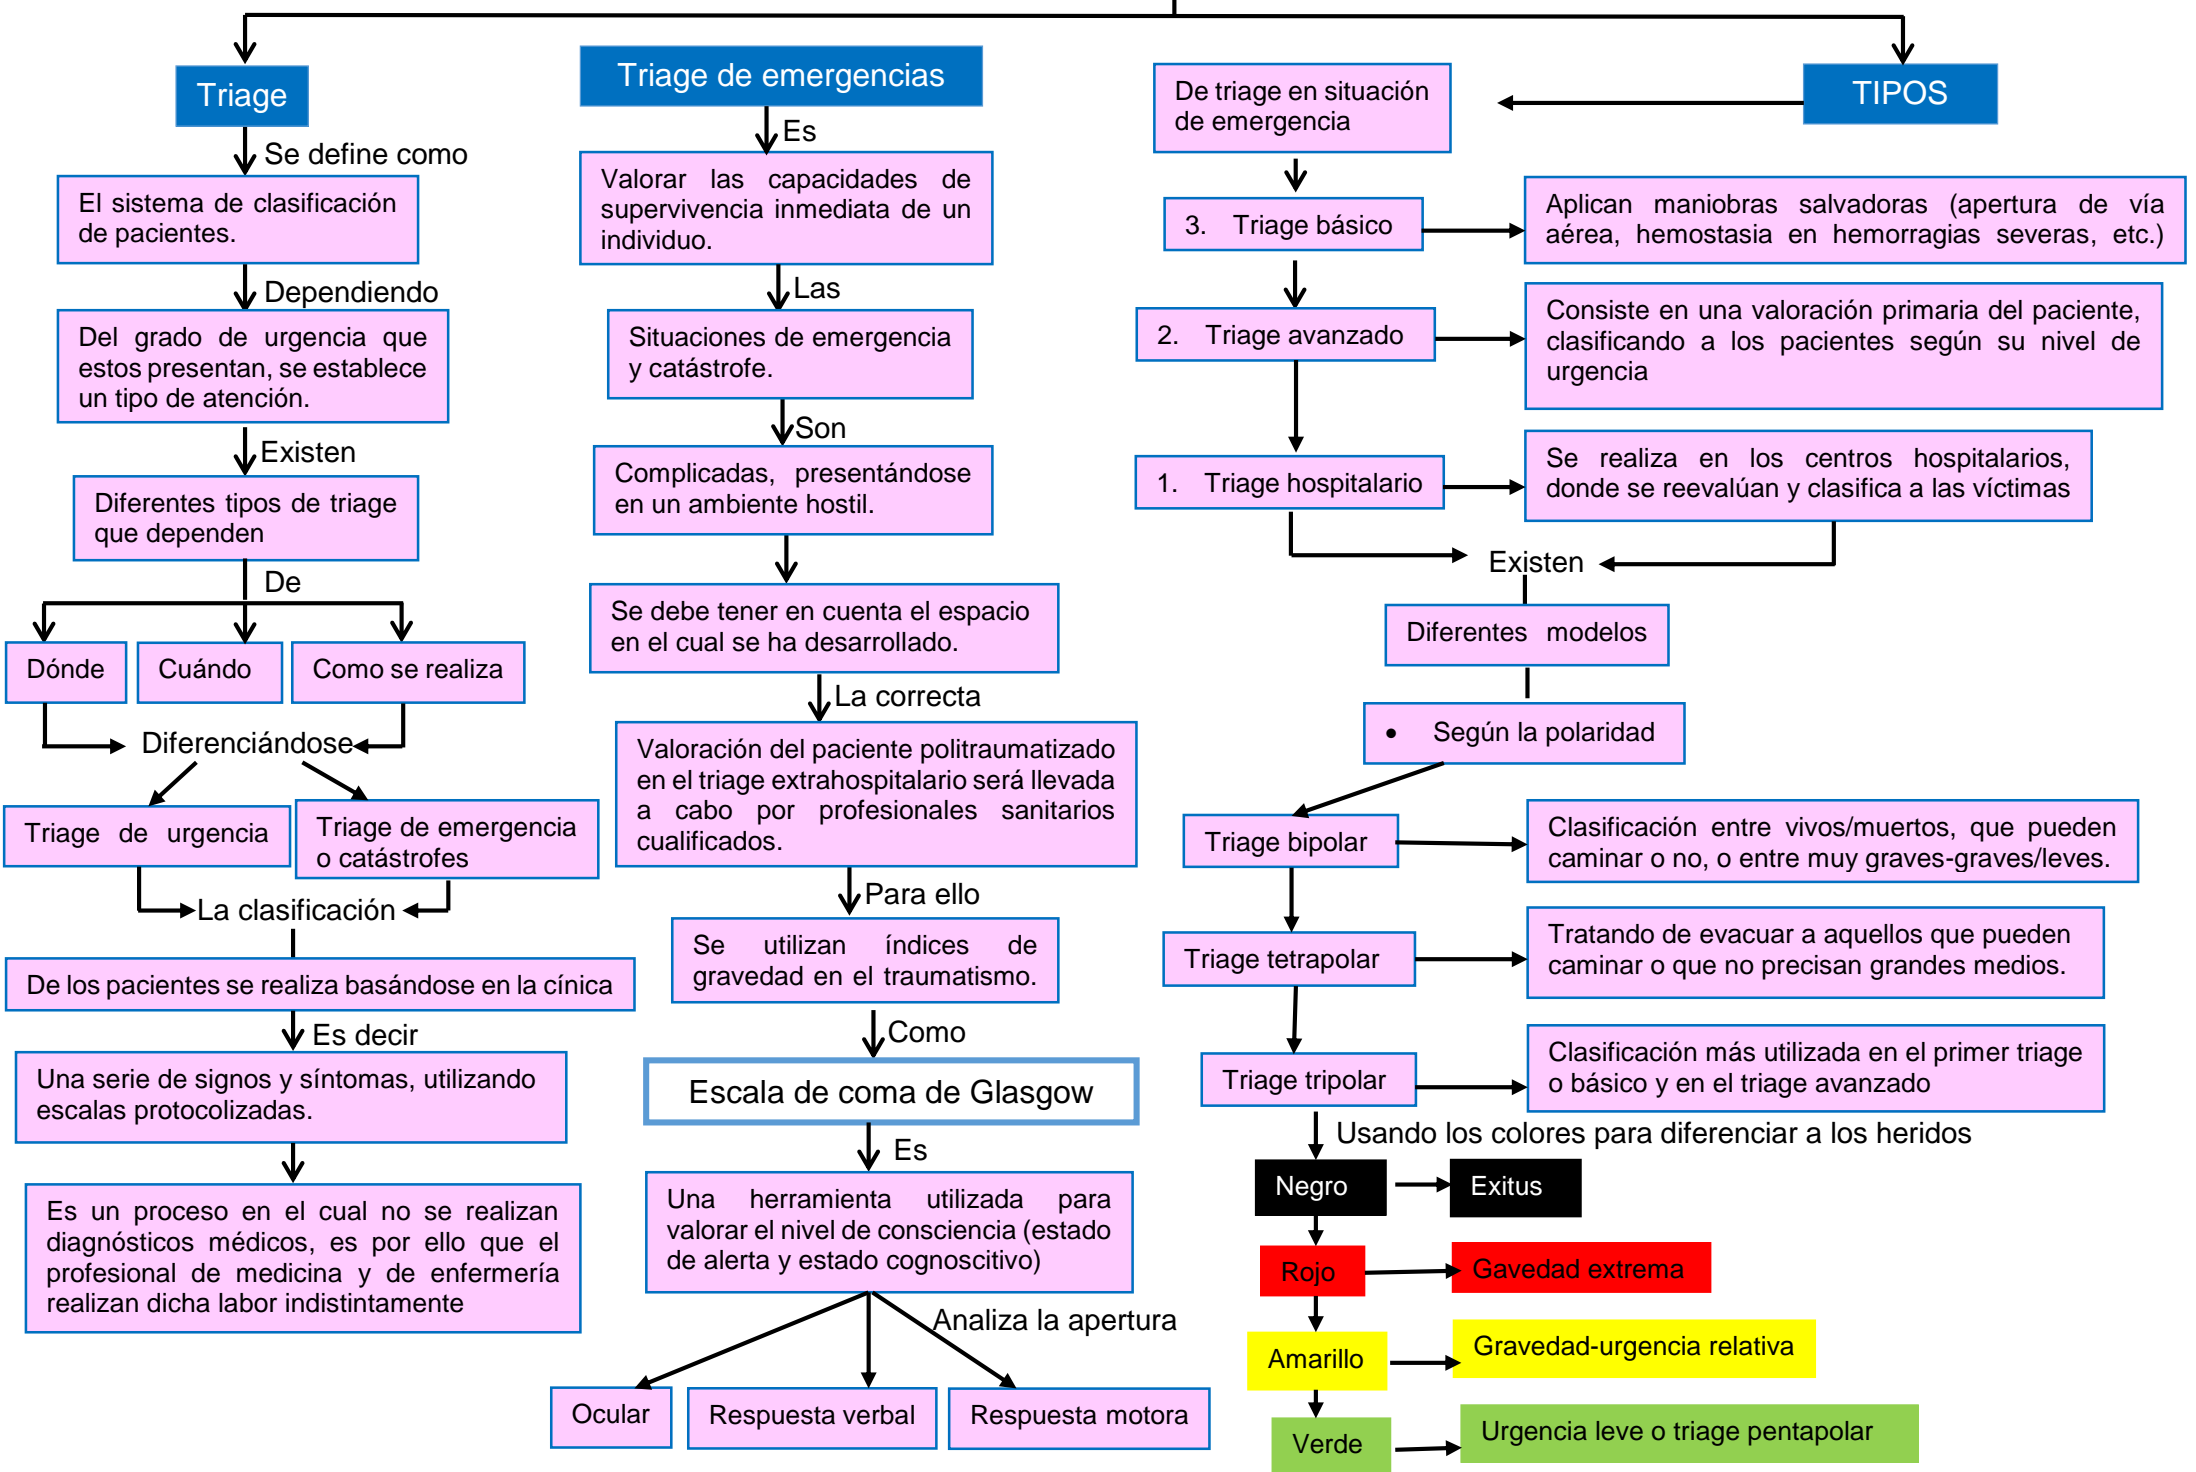 Triage
Se define como
El sistema de clasificación
de pacientes.
Dependiendo
Del grado de urgencia que
estos presentan, se establece
un tipo de atención.
Existen
Diferentes tipos de triage
que dependen
De
Dónde
Cuándo
Como se realiza
Diferenciándose
Triage de urgencia
Triage de emergencia
o catástrofes
La clasificación
De los pacientes se realiza basándose en la cínica
Es decir
Una serie de signos y síntomas, utilizando
escalas protocolizadas.
Es un proceso en el cual no se realizan
diagnósticos médicos, es por ello que el
profesional de medicina y de enfermería
realizan dicha labor indistintamente
Triage de emergencias
Es
Valorar las capacidades de
supervivencia inmediata de un
individuo.
Las
Situaciones de emergencia
y catástrofe.
Son
Complicadas, presentándose
en un ambiente hostil.
Se debe tener en cuenta el espacio
en el cual se ha desarrollado.
La correcta
Valoración del paciente politraumatizado
en el triage extrahospitalario será llevada
a cabo por profesionales sanitarios
cualificados.
Para ello
Se utilizan índices de
gravedad en el traumatismo.
Como
Escala de coma de Glasgow
Es
Una herramienta utilizada para
valorar el nivel de consciencia (estado
de alerta y estado cognoscitivo)
Analiza la apertura
Ocular
Respuesta verbal
Respuesta motora
TIPOS
De triage en situación
de emergencia
3. Triage básico
Aplican maniobras salvadoras (apertura de vía
aérea, hemostasia en hemorragias severas, etc.)
2. Triage avanzado
Consiste en una valoración primaria del paciente,
clasificando a los pacientes según su nivel de
urgencia
1. Triage hospitalario
Se realiza en los centros hospitalarios,
donde se reevalúan y clasifica a las víctimas
Existen
Diferentes modelos
• Según la polaridad
Triage bipolar
Clasificación entre vivos/muertos, que pueden
caminar o no, o entre muy graves-graves/leves.
Triage tetrapolar
Tratando de evacuar a aquellos que pueden
caminar o que no precisan grandes medios.
Triage tripolar
Clasificación más utilizada en el primer triage
o básico y en el triage avanzado
Usando los colores para diferenciar a los heridos
Negro
Exitus
Rojo
Gavedad extrema
Amarillo
Gravedad-urgencia relativa
Verde
Urgencia leve o triage pentapolar